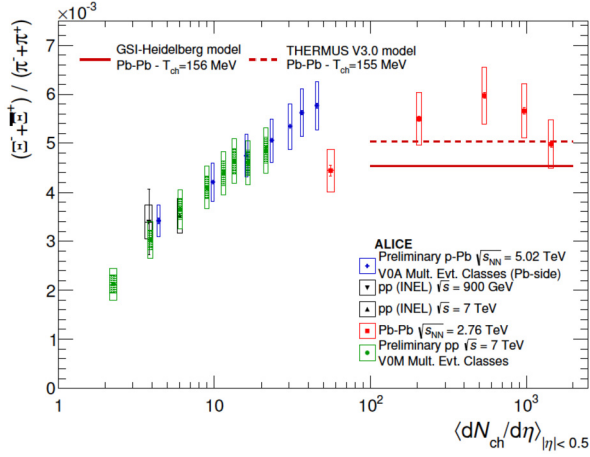 ×10⁻³
GSI-Heidelberg model
Pb-Pb - T_ch=156 MeV
THERMUS V3.0 model
Pb-Pb - T_ch=155 MeV
(Ξ⁻+Ξ̅⁺) / (π⁻+π⁺)
7
6
5
4
3
2
1
0
ALICE
Preliminary p-Pb √s_NN = 5.02 TeV
V0A Mult. Evt. Classes (Pb-side)
pp (INEL) √s = 900 GeV
pp (INEL) √s = 7 TeV
Pb-Pb √s_NN = 2.76 TeV
Preliminary pp √s = 7 TeV
V0M Mult. Evt. Classes
1 10 10² 10³
⟨dN_ch/dη⟩_|η|< 0.5